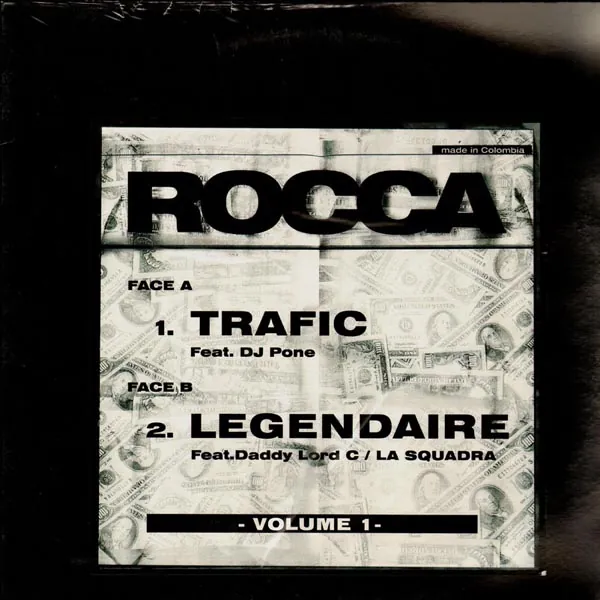 made in Colombia
ROCCA
FACE A
1. TRAFIC
Feat. DJ Pone
FACE B
2. LEGENDAIRE
Feat.Daddy Lord C / LA SQUADRA
- VOLUME 1 -